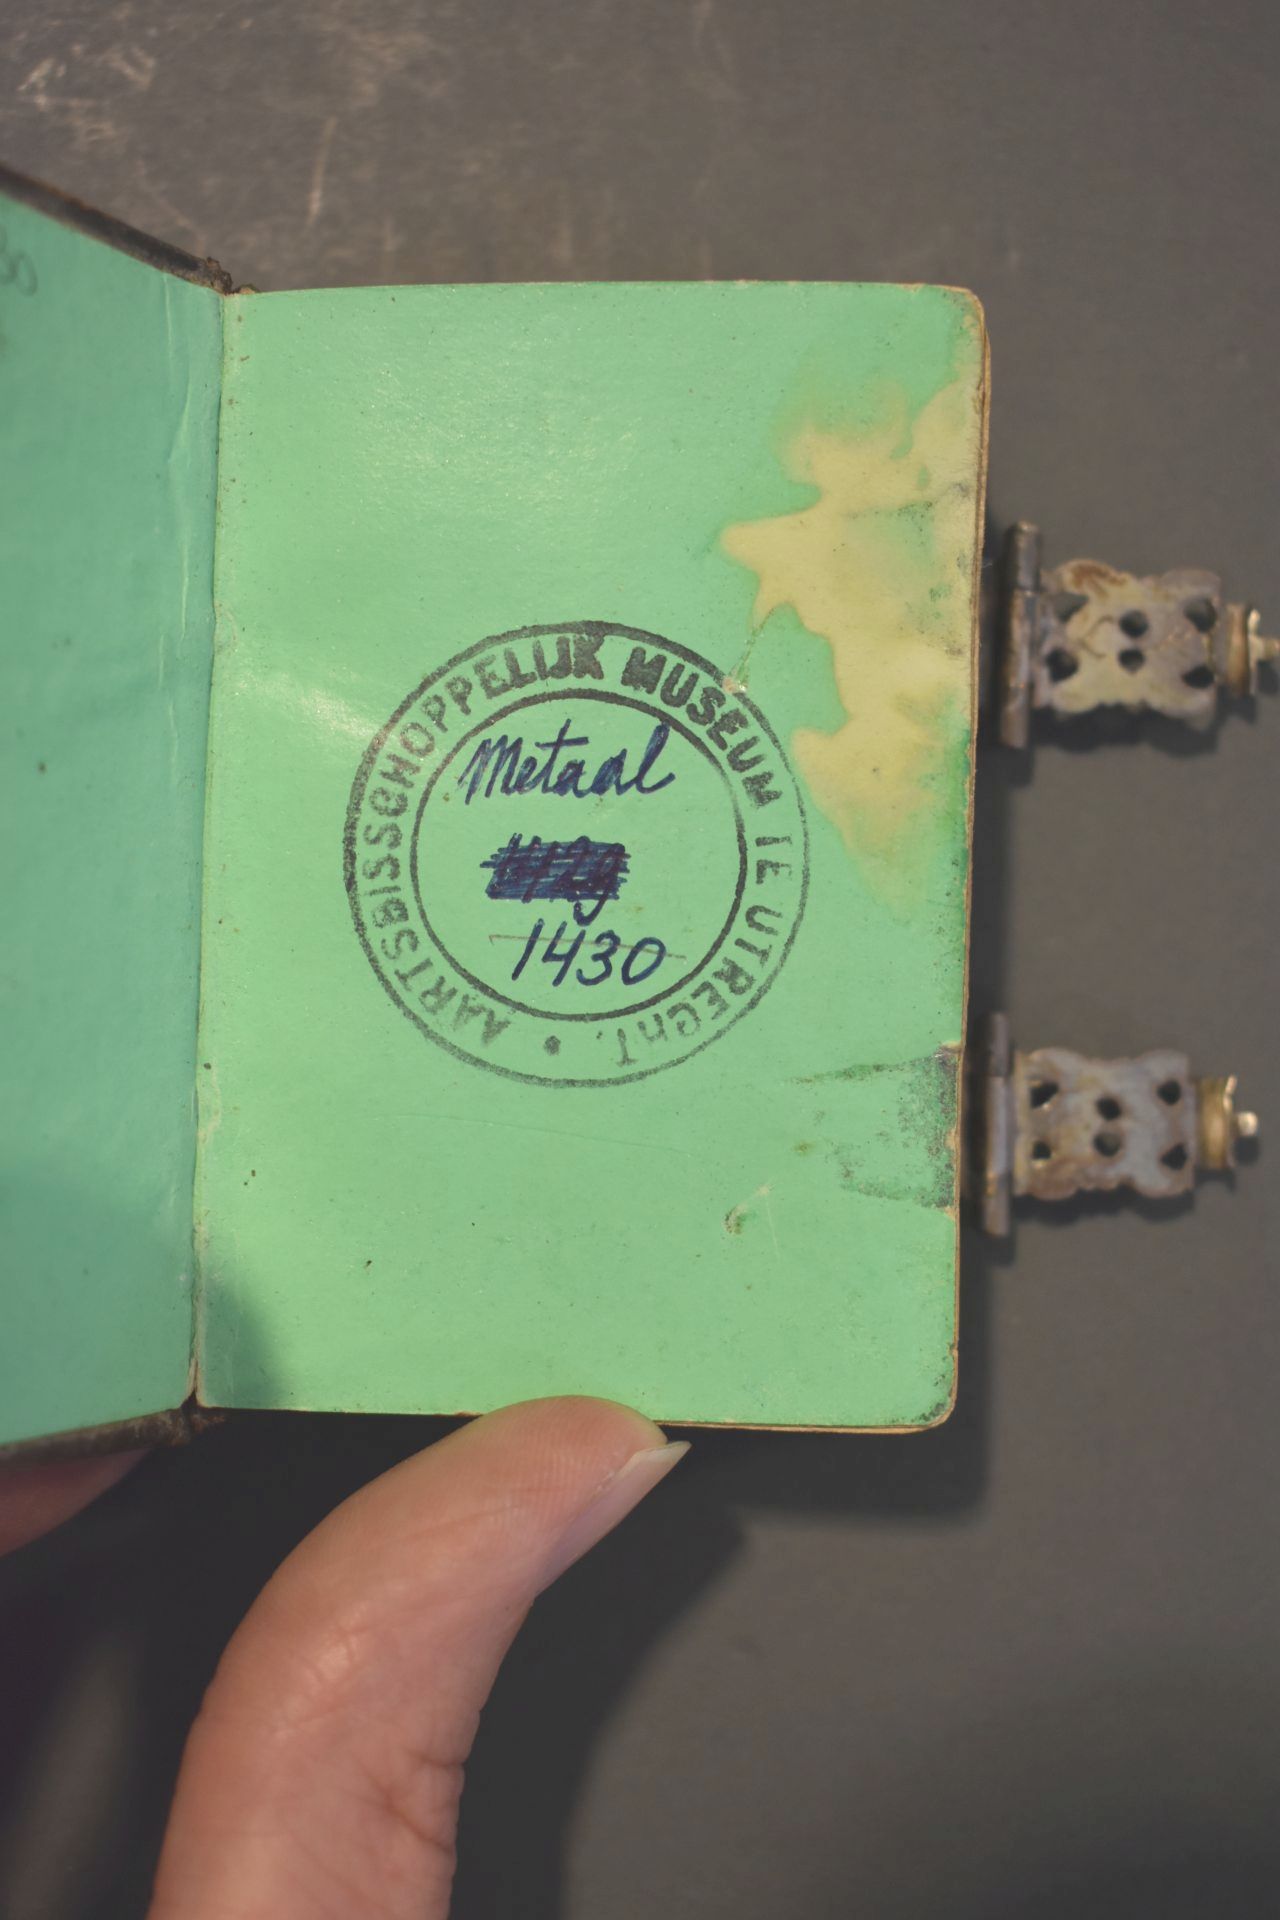 AARTSBISSCHOPPELIJK MUSEUM TE UTRECHT.
Metaal
1430